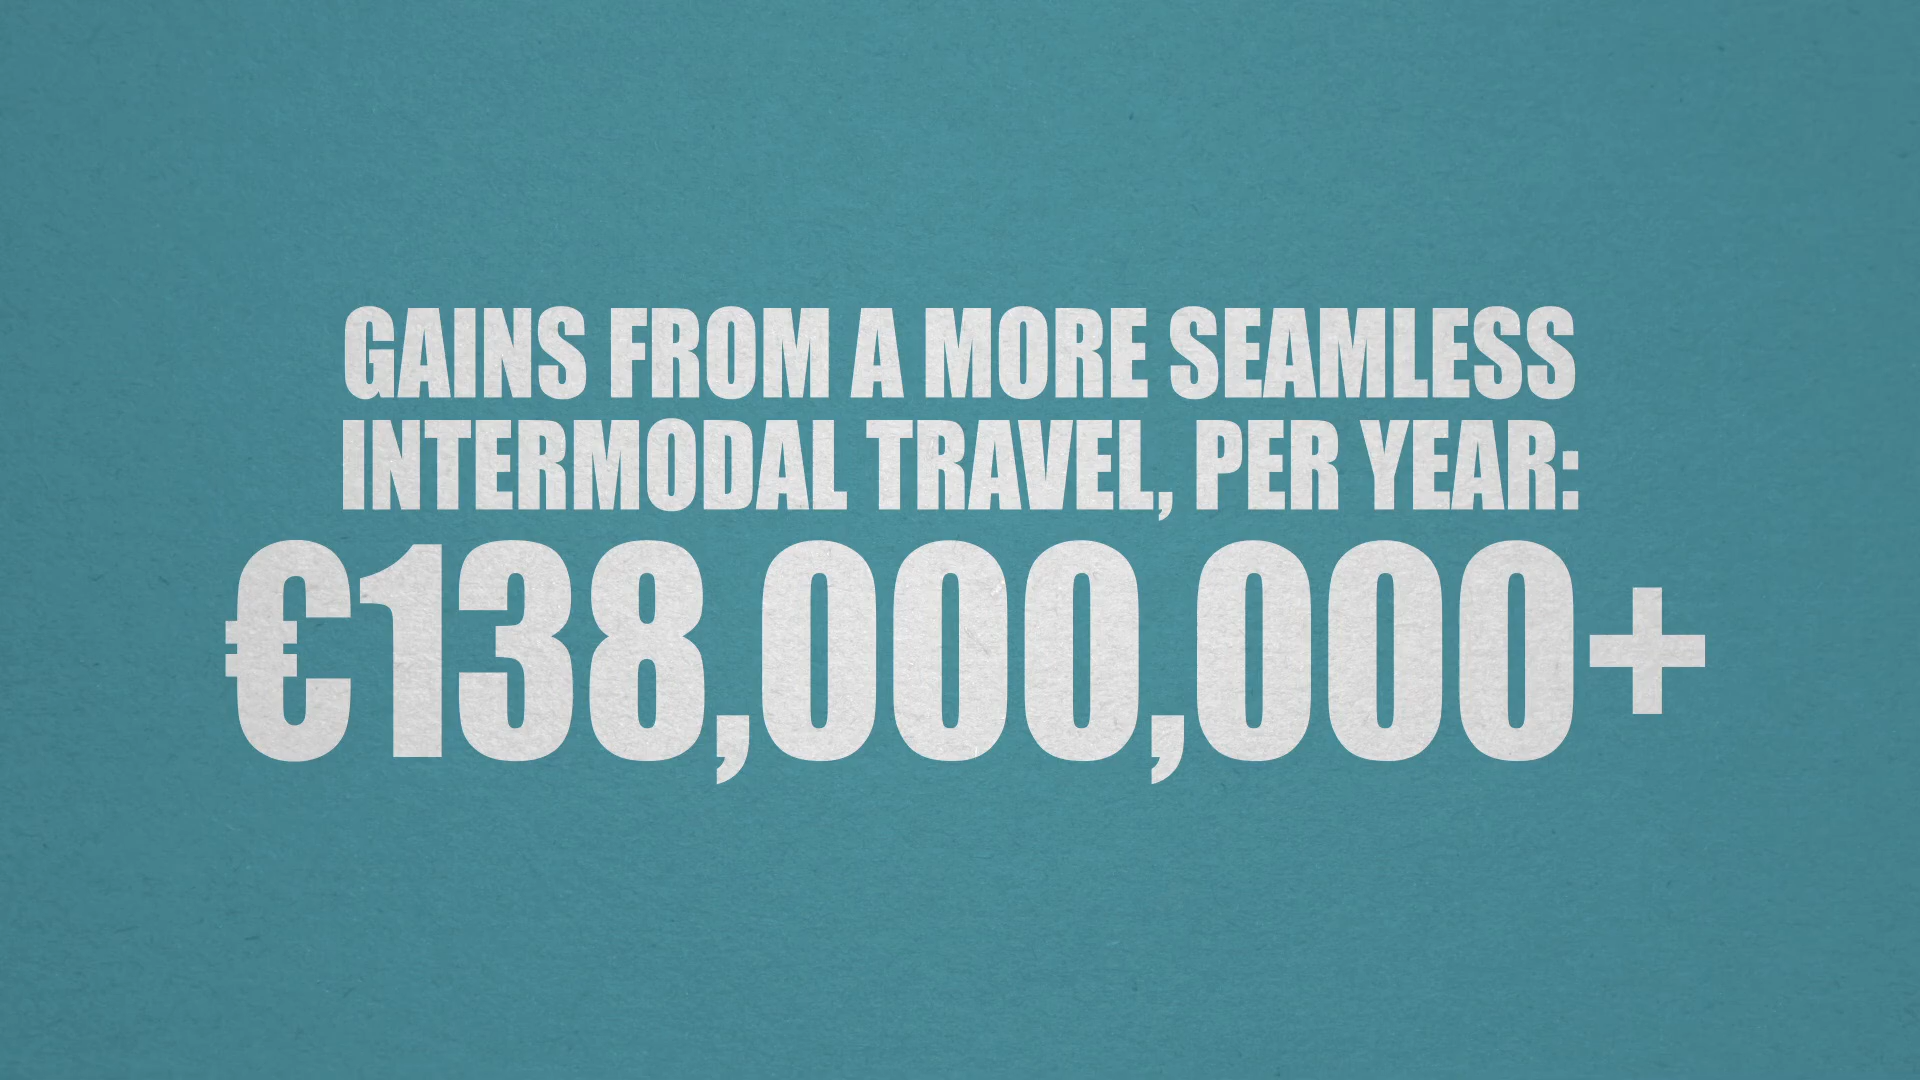 GAINS FROM A MORE SEAMLESS
INTERMODAL TRAVEL, PER YEAR:
€138,000,000+